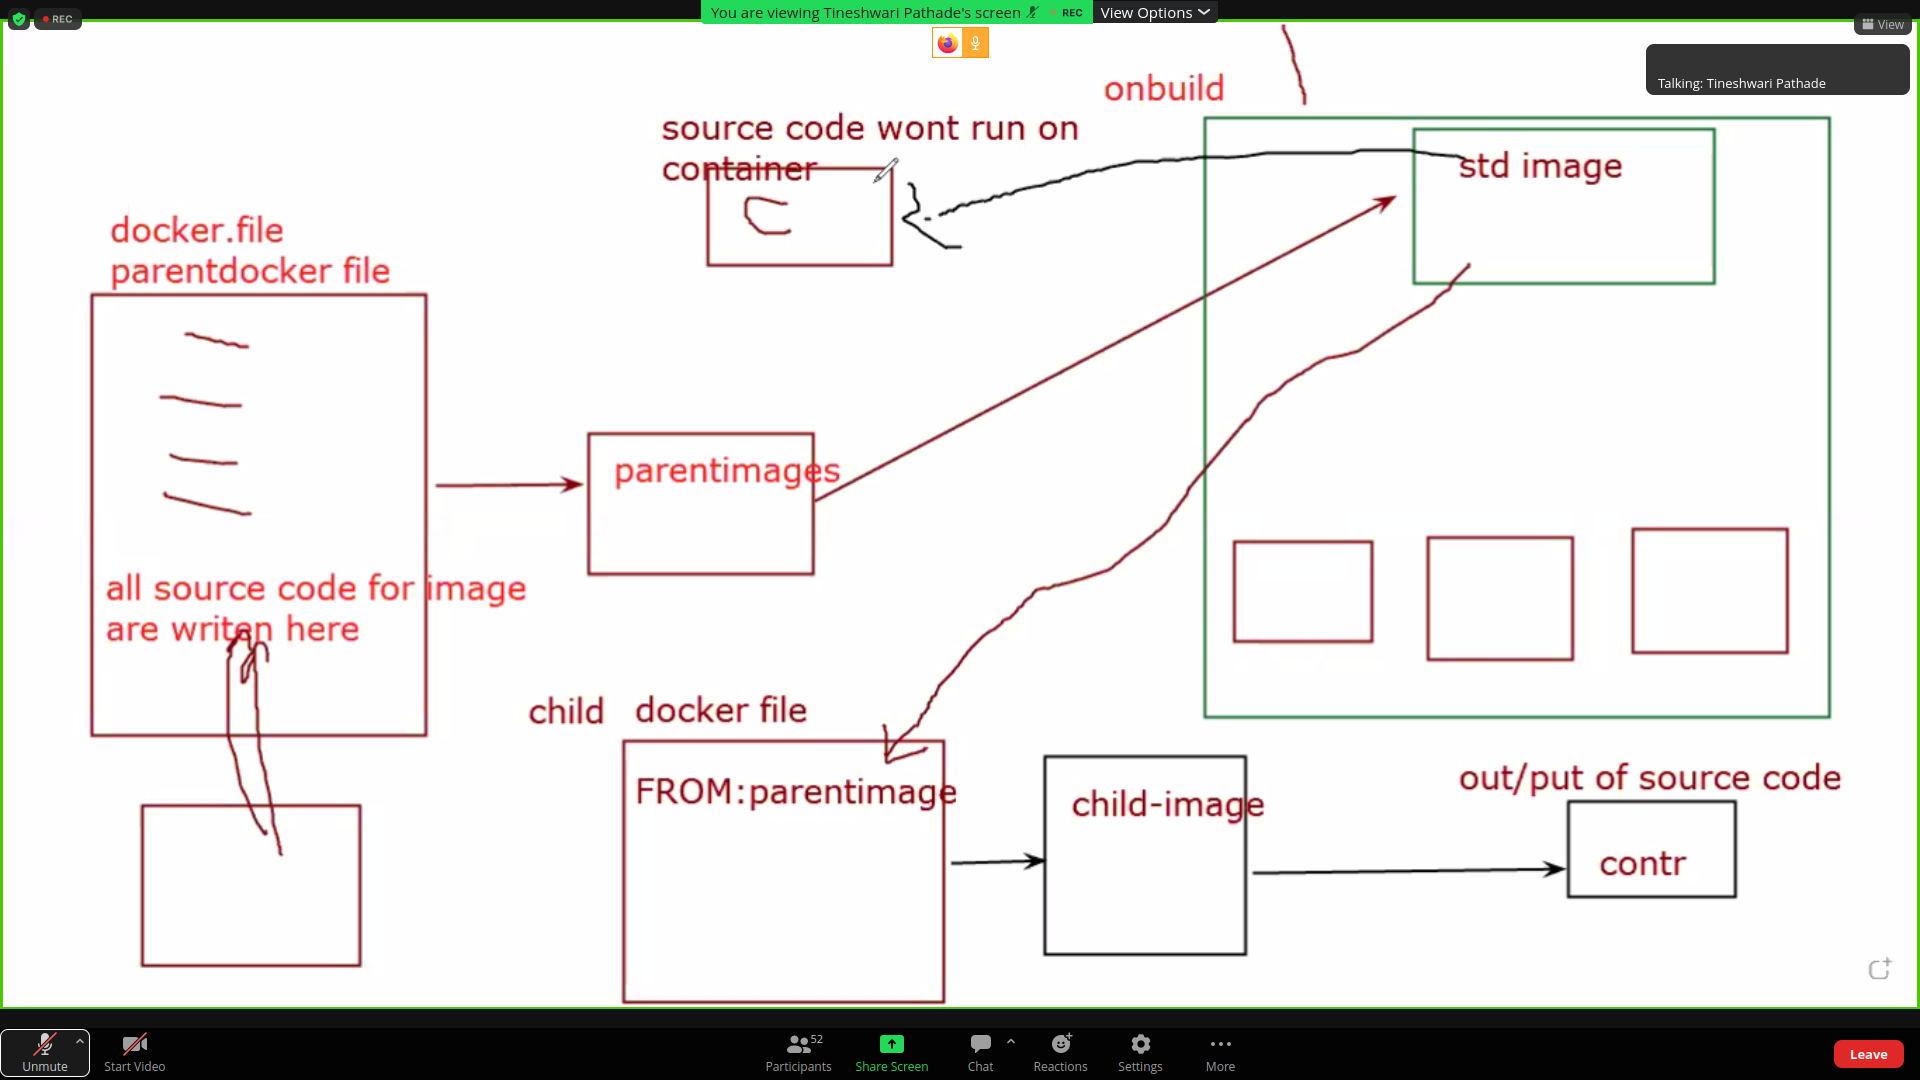 REC
You are viewing Tineshwari Pathade's screen REC
View Options
View
Talking: Tineshwari Pathade
onbuild
source code wont run on
container
C
std image
docker.file
parentdocker file
parentimages
all source code for image
are writen here
child docker file
FROM:parentimage
child-image
out/put of source code
contr
Unmute
Start Video
Participants 52
Share Screen
Chat
Reactions
Settings
More
Leave